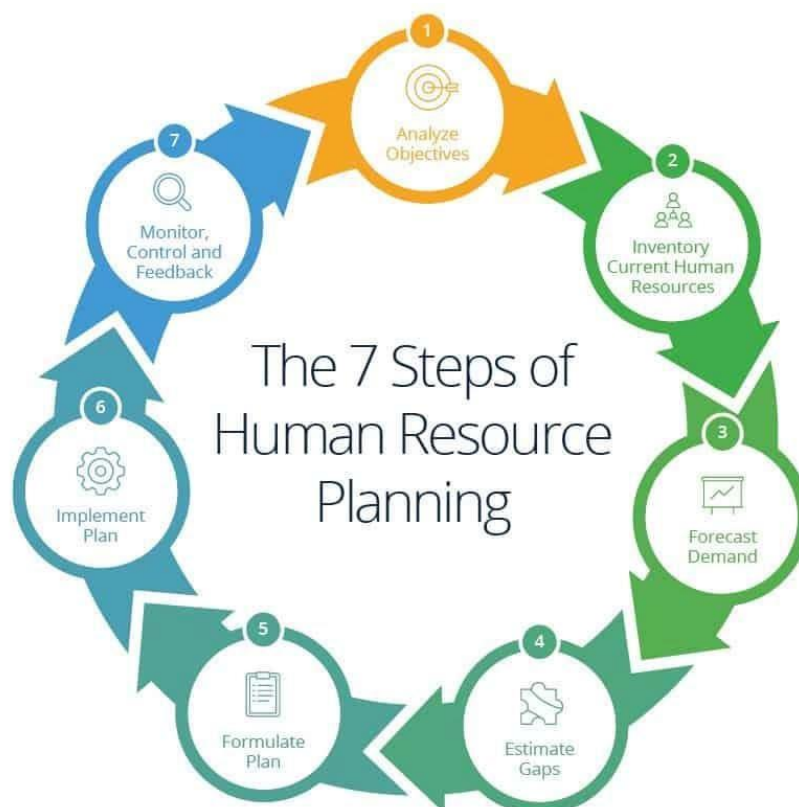 The 7 Steps of
Human Resource
Planning
1
Analyze
Objectives
2
Inventory
Current Human
Resources
3
Forecast
Demand
4
Estimate
Gaps
5
Formulate
Plan
6
Implement
Plan
7
Monitor,
Control and
Feedback